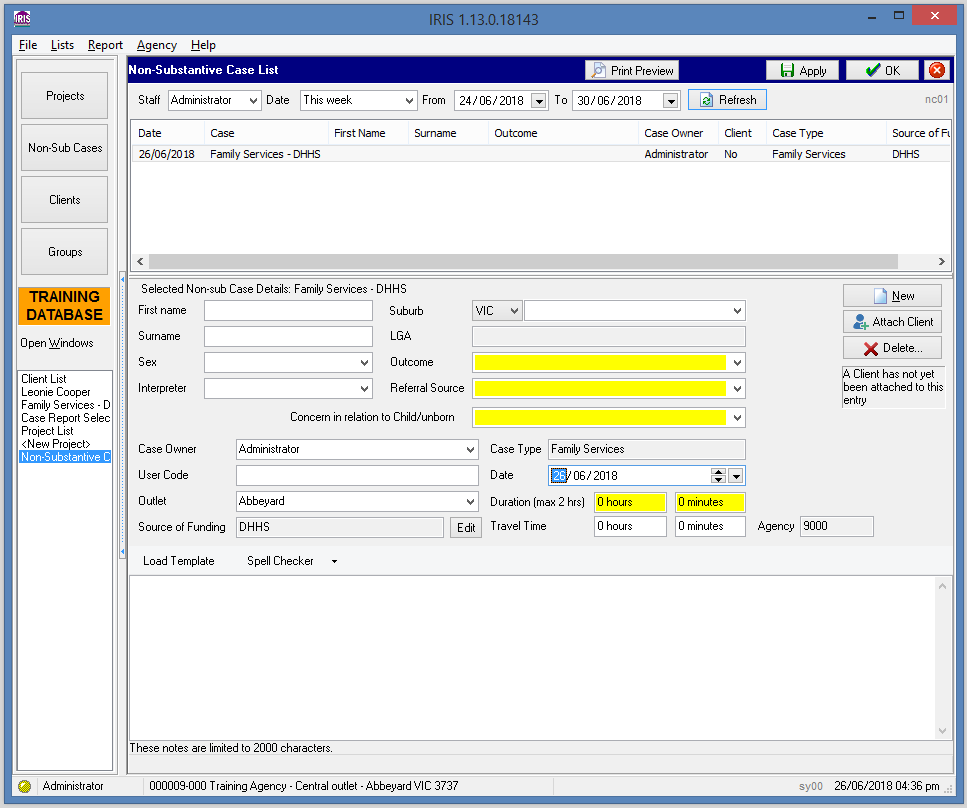 IRIS 1.13.0.18143
IRIS
File Lists Report Agency Help
Projects
Non-Sub Cases
Clients
Groups
TRAINING
DATABASE
Open Windows
Client List
Leonie Cooper
Family Services - D
Case Report Selec
Project List
<New Project>
Non-Substantive C
Non-Substantive Case List
Print Preview
Apply
OK
Staff Administrator Date This week From 24/06/2018 To 30/06/2018 Refresh nc01
Date Case First Name Surname Outcome Case Owner Client Case Type Source of Fu
26/06/2018 Family Services - DHHS Administrator No Family Services DHHS
Selected Non-sub Case Details: Family Services - DHHS
First name Suburb VIC
Surname LGA
Sex Outcome
Interpreter Referral Source
Concern in relation to Child/unborn
New
Attach Client
Delete...
A Client has not yet
been attached to this
entry
Case Owner Administrator Case Type Family Services
User Code Date 26/06/2018
Outlet Abbeyard Duration (max 2 hrs) 0 hours 0 minutes
Source of Funding DHHS Edit Travel Time 0 hours 0 minutes Agency 9000
Load Template Spell Checker
These notes are limited to 2000 characters.
Administrator 000009-000 Training Agency - Central outlet - Abbeyard VIC 3737 sy00 26/06/2018 04:36 pm